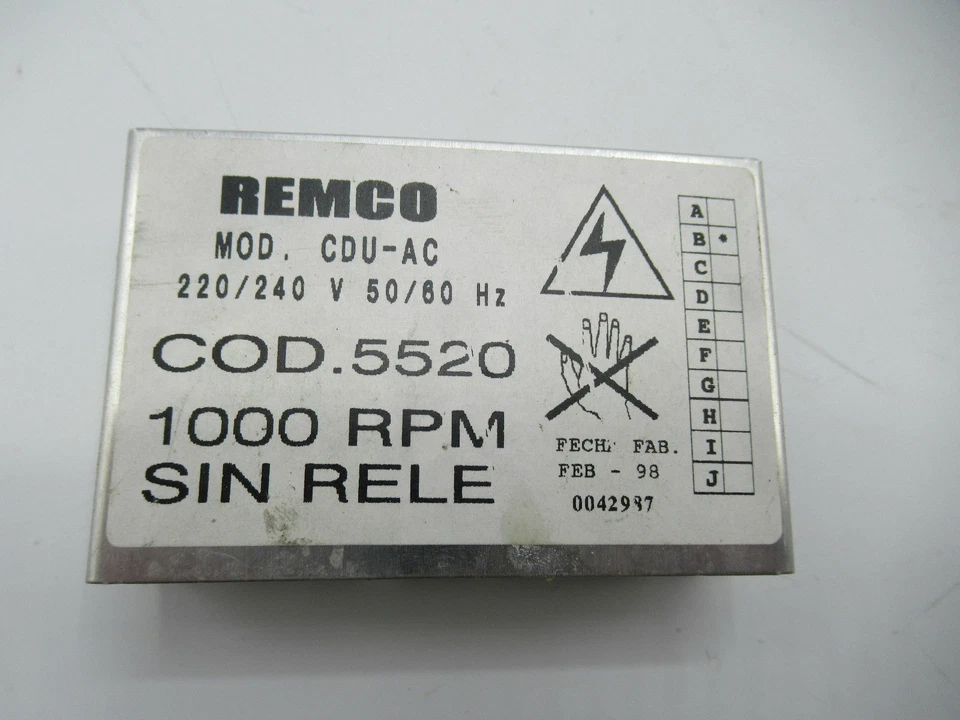 REMCO
MOD. CDU-AC
220/240 V 50/60 Hz
COD.5520
1000 RPM
SIN RELE
FECH. FAB.
FEB - 98
0042987
A
B *
C
D
E
F
G
H
I
J